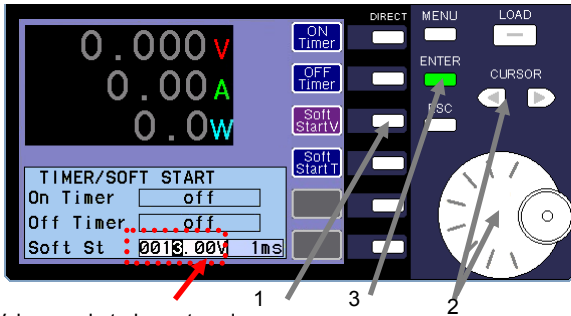 DIRECT
MENU
LOAD
ENTER
CURSOR
ESC
0.000V
0.00A
0.0W
ON
Timer
OFF
Timer
Soft
StartV
Soft
StartT
TIMER/SOFT START
On Timer off
Off Timer off
Soft St 0013.00V 1ms
1
3
2